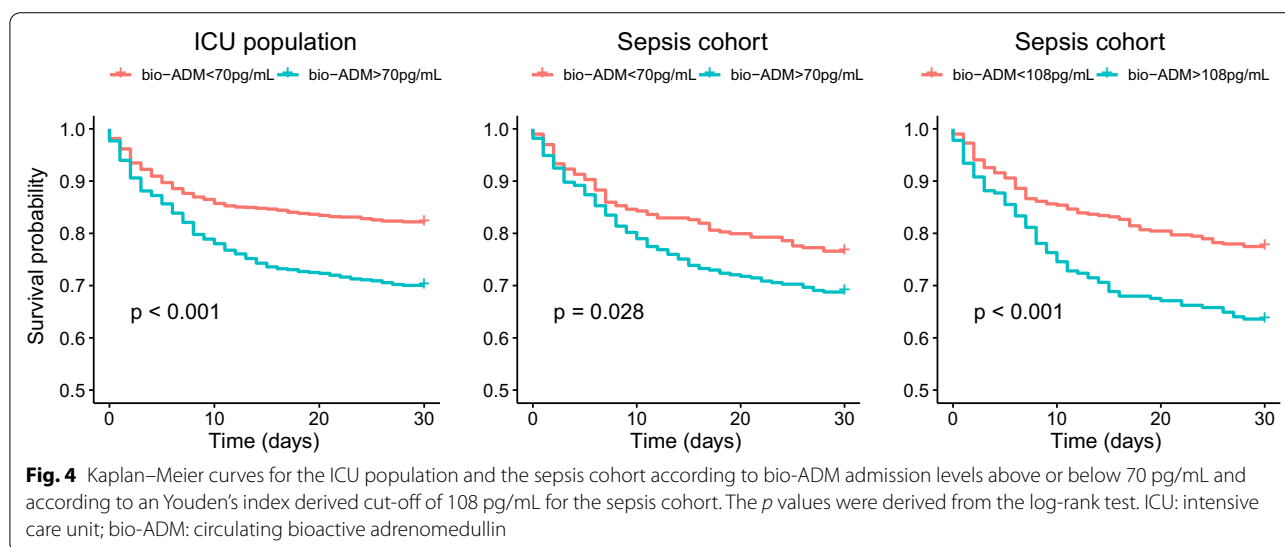 ICU population
bio−ADM<70pg/mL bio−ADM>70pg/mL
Sepsis cohort
bio−ADM<70pg/mL bio−ADM>70pg/mL
Sepsis cohort
bio−ADM<108pg/mL bio−ADM>108pg/mL
Survival probability
1.0
0.9
0.8
0.7
0.6
0.5
p < 0.001
0 10 20 30
Time (days)
1.0
0.9
0.8
0.7
0.6
0.5
p = 0.028
0 10 20 30
Time (days)
1.0
0.9
0.8
0.7
0.6
0.5
p < 0.001
0 10 20 30
Time (days)
Fig. 4 Kaplan–Meier curves for the ICU population and the sepsis cohort according to bio-ADM admission levels above or below 70 pg/mL and
according to an Youden's index derived cut-off of 108 pg/mL for the sepsis cohort. The p values were derived from the log-rank test. ICU: intensive
care unit; bio-ADM: circulating bioactive adrenomedullin